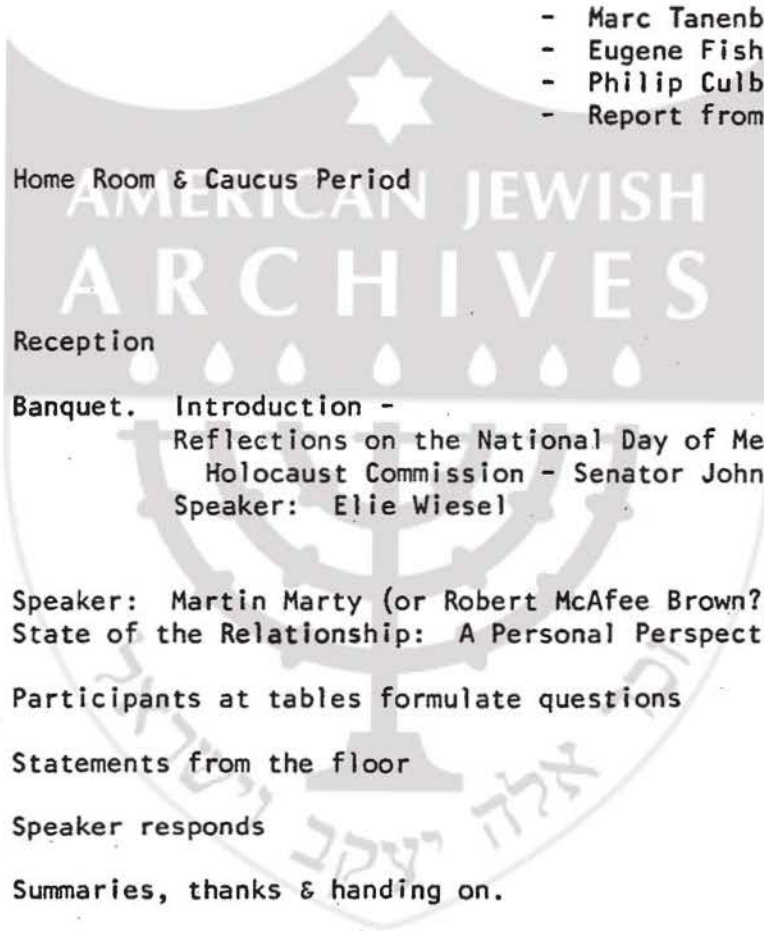 - Marc Tanenb
- Eugene Fish
- Philip Culb
- Report from
Home Room & Caucus Period
AMERICAN JEWISH
ARCHIVES
Reception
Banquet. Introduction -
Reflections on the National Day of Me
Holocaust Commission - Senator John
Speaker: Elie Wiesel
Speaker: Martin Marty (or Robert McAfee Brown?
State of the Relationship: A Personal Perspect
Participants at tables formulate questions
Statements from the floor
Speaker responds
Summaries, thanks & handing on.
אלה יעקב וישראל